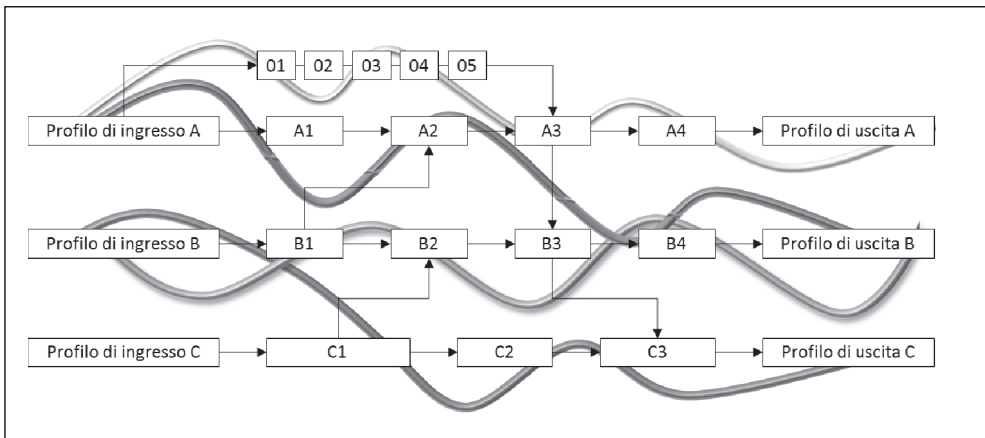 01 02 03 04 05
Profilo di ingresso A A1 A2 A3 A4 Profilo di uscita A
Profilo di ingresso B B1 B2 B3 B4 Profilo di uscita B
Profilo di ingresso C C1 C2 C3 Profilo di uscita C